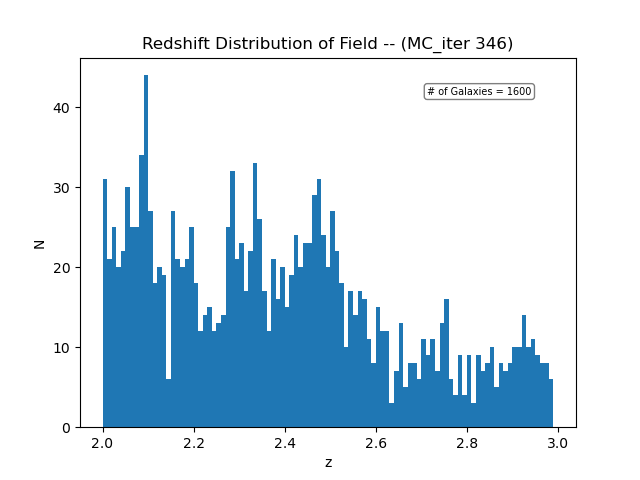 Redshift Distribution of Field -- (MC_iter 346)
# of Galaxies = 1600
40
30
20
10
0
N
2.0 2.2 2.4 2.6 2.8 3.0
z